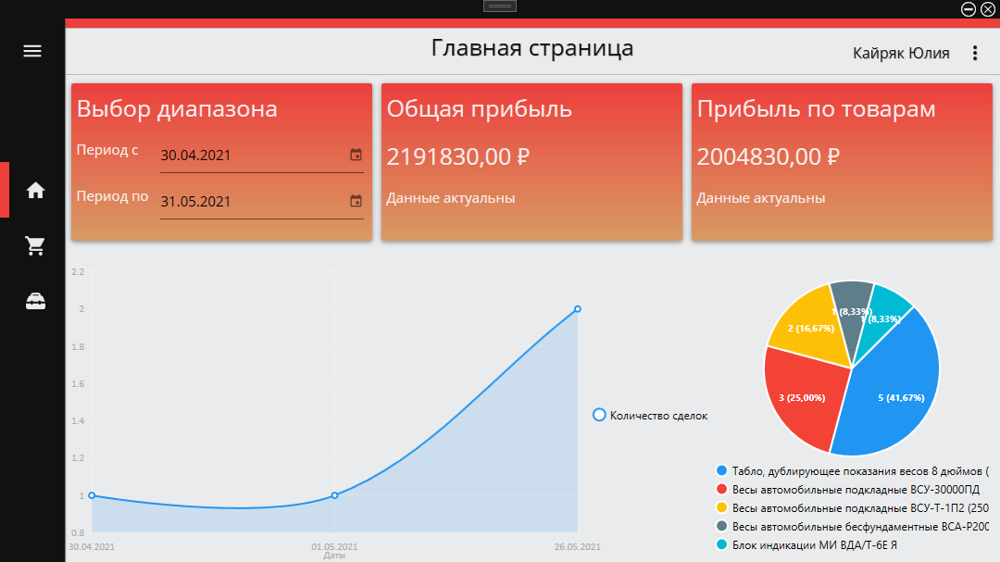 Главная страница
Кайряк Юлия
Выбор диапазона
Период с
30.04.2021
Период по
31.05.2021
Общая прибыль
2191830,00 ₽
Данные актуальны
Прибыль по товарам
2004830,00 ₽
Данные актуальны
2.2
2
1.8
1.6
1.4
1.2
1
0.8
30.04.2021
01.05.2021
26.05.2021
Даты
Количество сделок
1 (8,33%)
1 (8,33%)
2 (16,67%)
3 (25,00%)
5 (41,67%)
Табло, дублирующее показания весов 8 дюймов (
Весы автомобильные подкладные ВСУ-30000ПД
Весы автомобильные подкладные ВСУ-Т-1П2 (250
Весы автомобильные бесфундаментные ВСА-Р200
Блок индикации МИ ВДА/Т-6Е Я